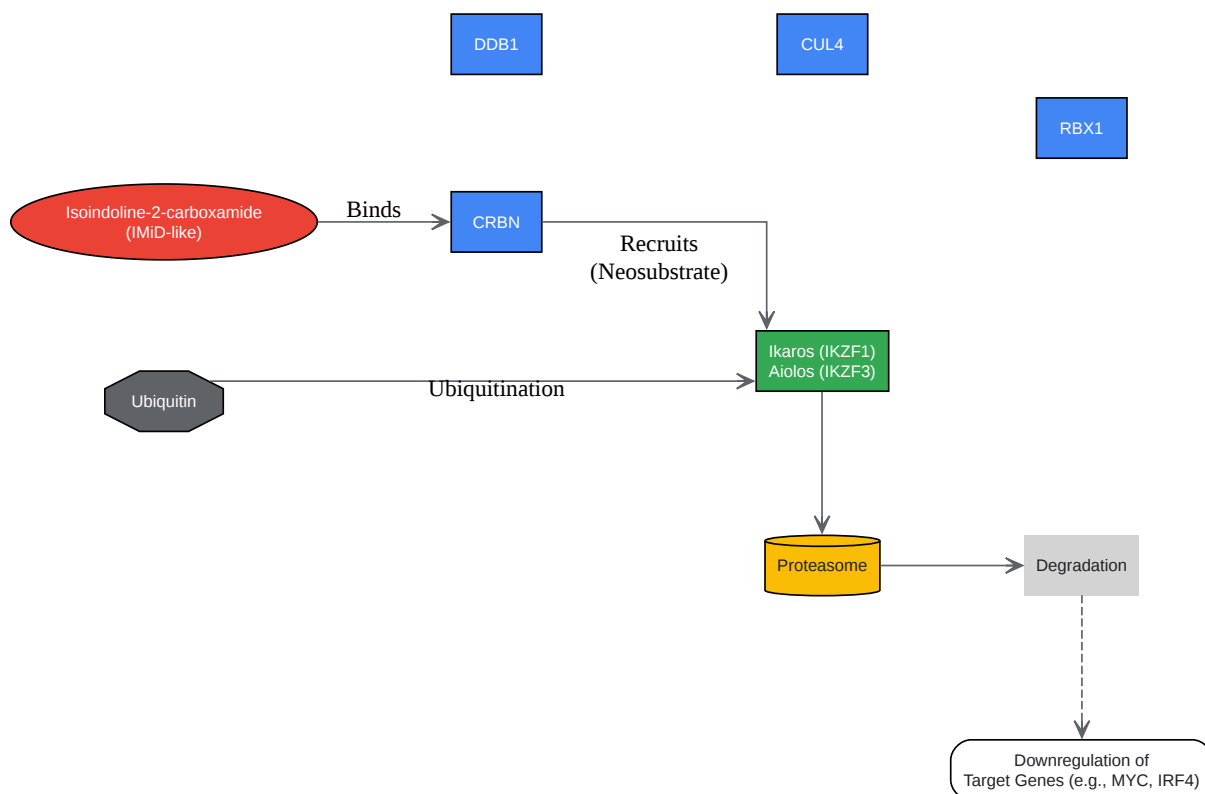 DDB1
CUL4
RBX1
Isoindoline-2-carboxamide
(IMiD-like)
Binds
CRBN
Recruits
(Neosubstrate)
Ikaros (IKZF1)
Aiolos (IKZF3)
Ubiquitin
Ubiquitination
Proteasome
Degradation
Downregulation of
Target Genes (e.g., MYC, IRF4)